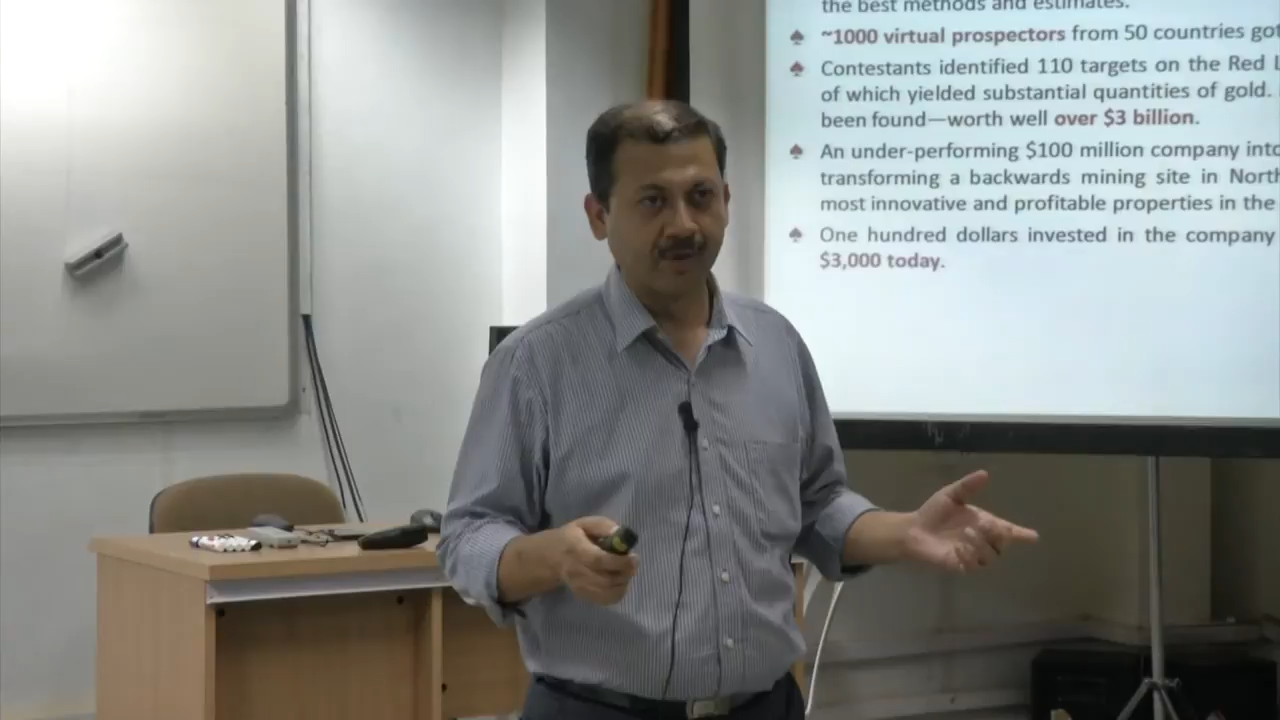 the best methods and estimates.
~1000 virtual prospectors from 50 countries got
Contestants identified 110 targets on the Red L
of which yielded substantial quantities of gold.
been found—worth well over $3 billion.
An under-performing $100 million company into
transforming a backwards mining site in North
most innovative and profitable properties in the
One hundred dollars invested in the company
$3,000 today.